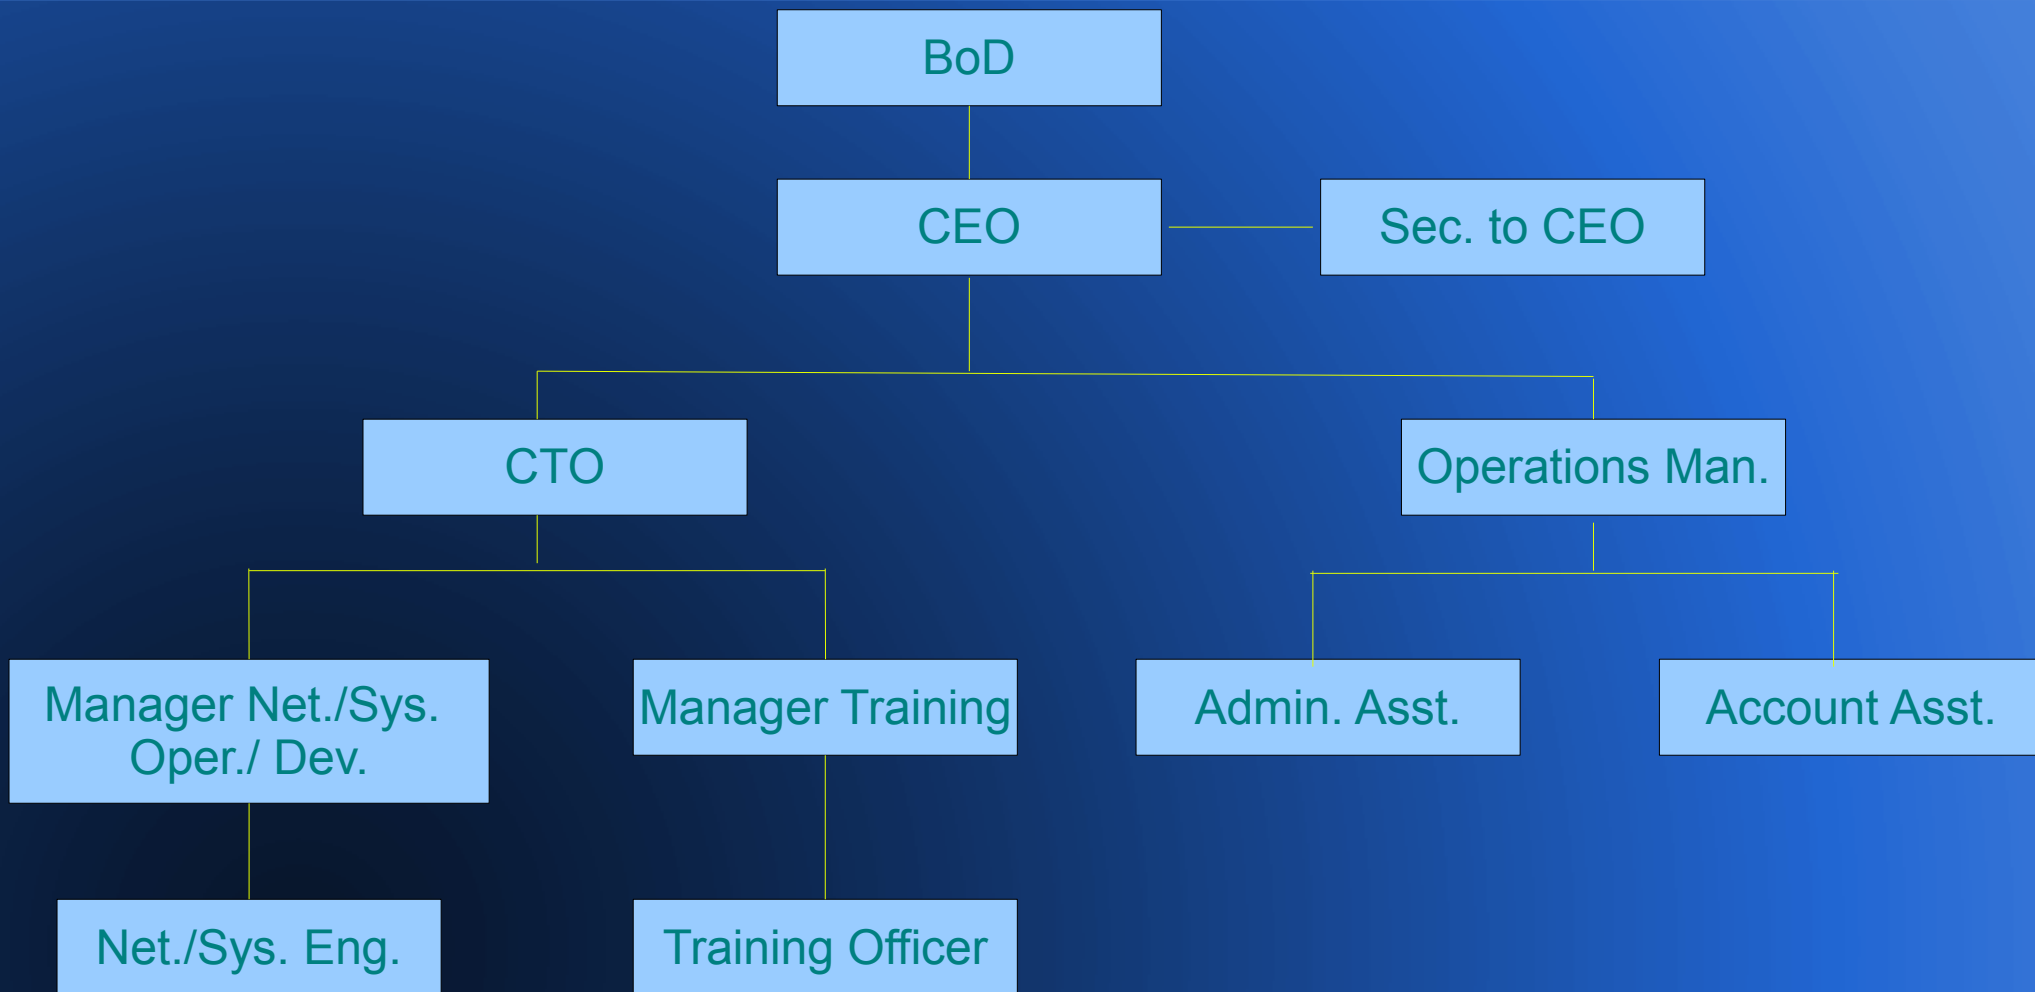 BoD
CEO
Sec. to CEO
CTO
Operations Man.
Manager Net./Sys.
Oper./ Dev.
Manager Training
Admin. Asst.
Account Asst.
Net./Sys. Eng.
Training Officer